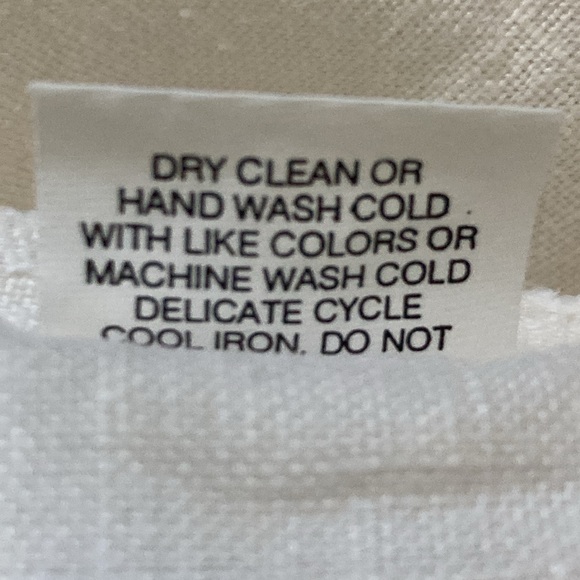 DRY CLEAN OR
HAND WASH COLD
WITH LIKE COLORS OR
MACHINE WASH COLD
DELICATE CYCLE
COOL IRON. DO NOT